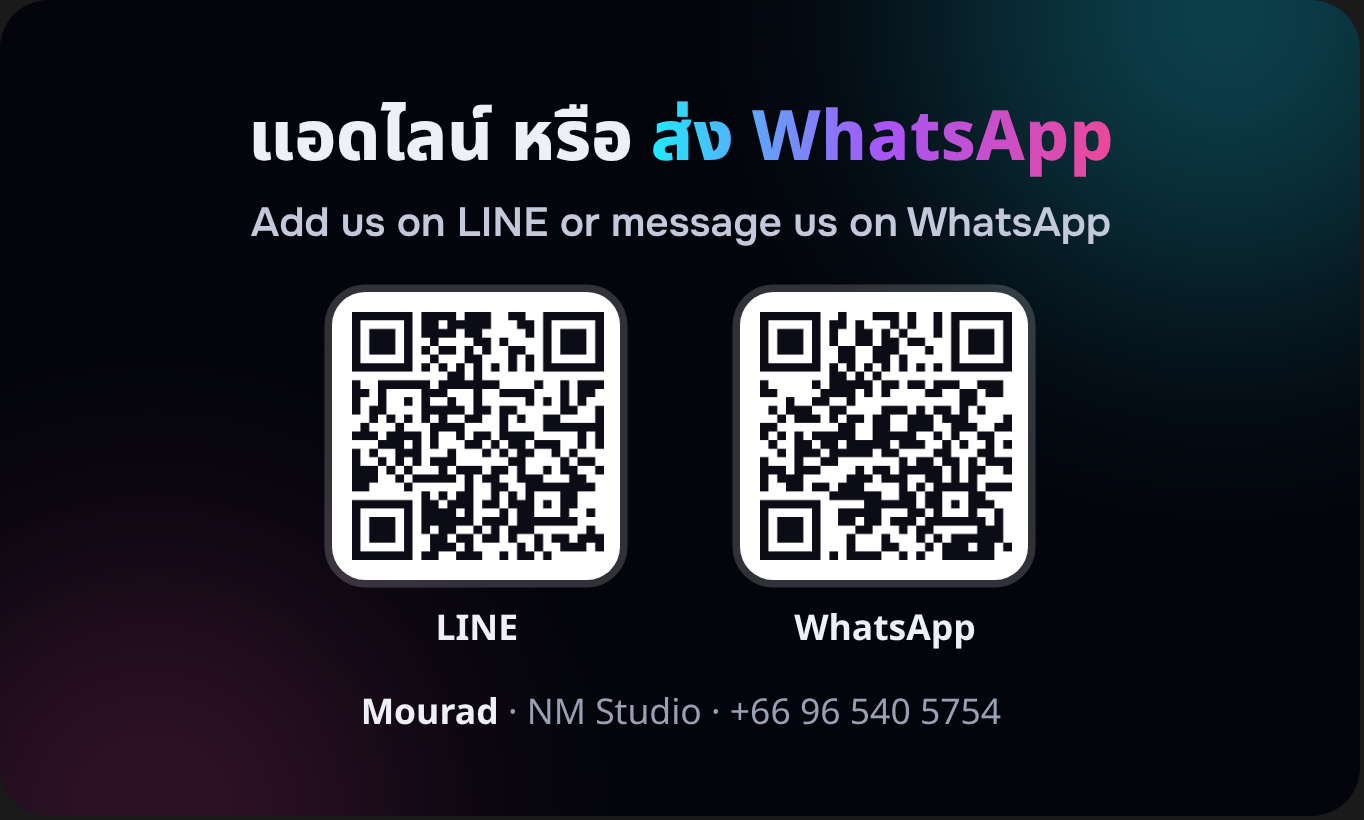 แอดไลน์ หรือ ส่ง WhatsApp
Add us on LINE or message us on WhatsApp
LINE
WhatsApp
Mourad · NM Studio · +66 96 540 5754